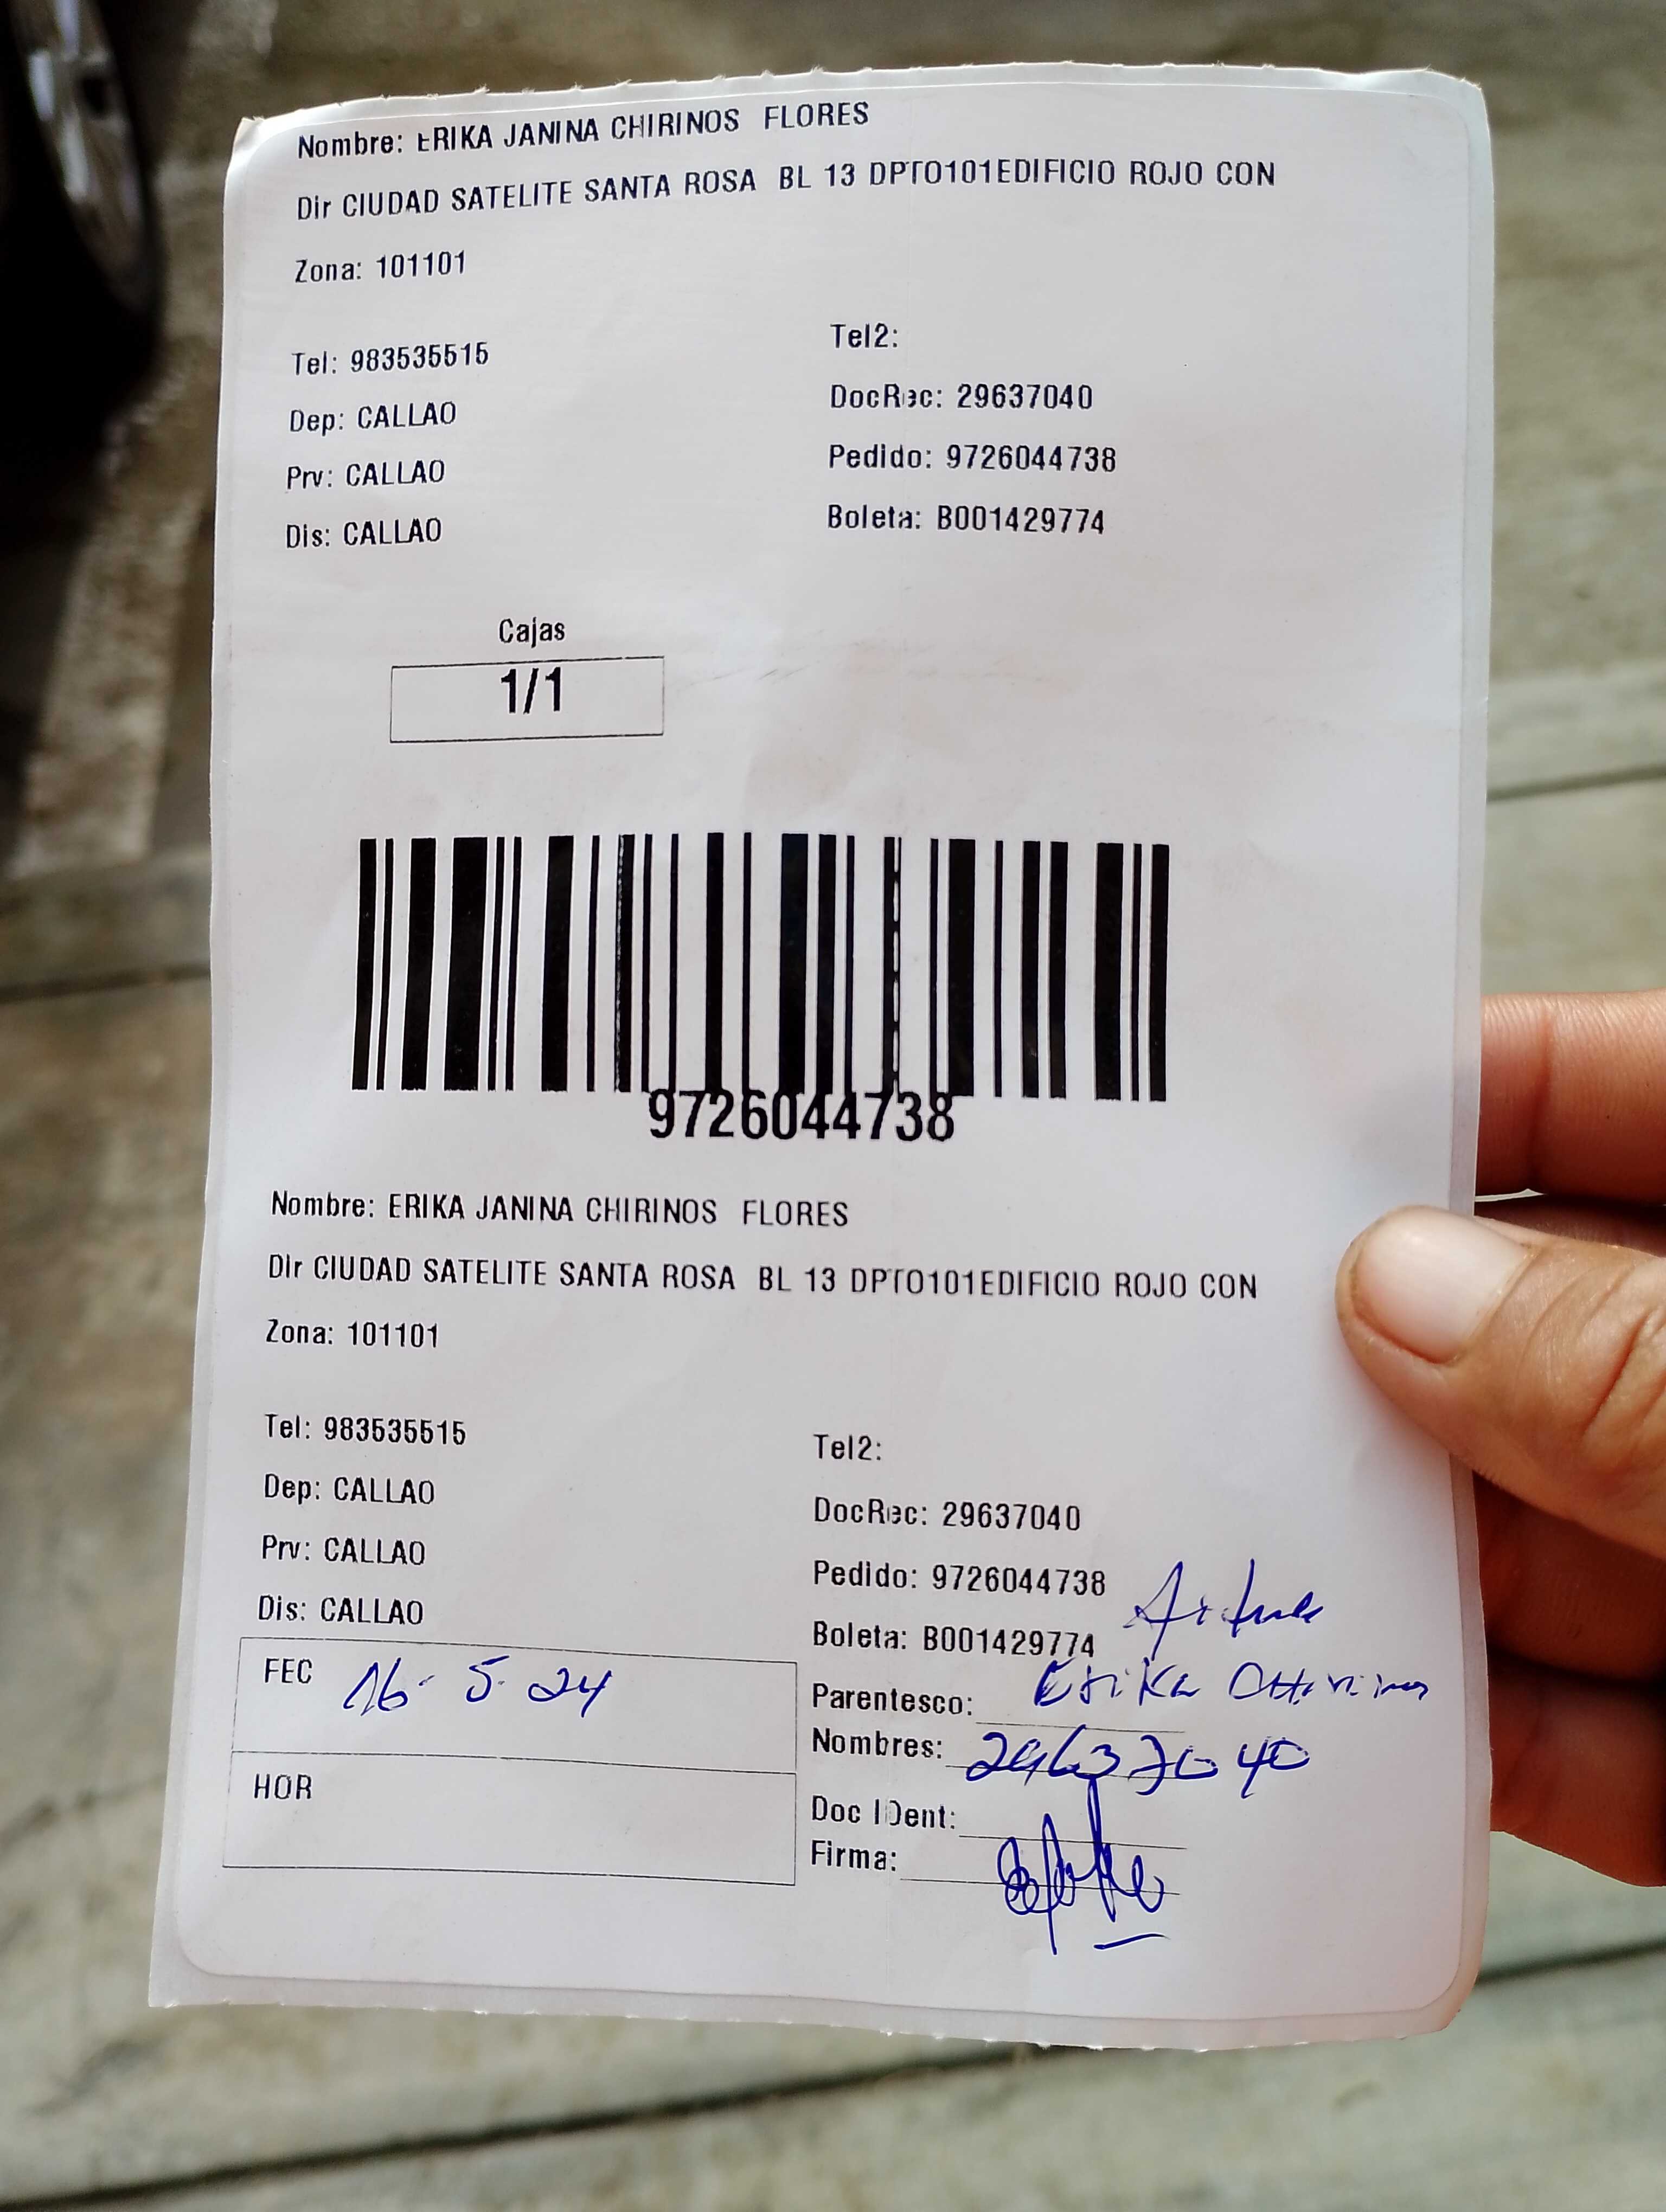 Nombre: ERIKA JANINA CHIRINOS FLORES
Dir CIUDAD SATELITE SANTA ROSA BL 13 DPTO101EDIFICIO ROJO CON
Zona: 101101
Tel: 983535515
Tel2:
Dep: CALLAO
DocRec: 29637040
Prv: CALLAO
Pedido: 9726044738
Dis: CALLAO
Boleta: B001429774
Cajas
1/1
9726044738
Nombre: ERIKA JANINA CHIRINOS FLORES
Dir CIUDAD SATELITE SANTA ROSA BL 13 DPTO101EDIFICIO ROJO CON
Zona: 101101
Tel: 983535515
Tel2:
Dep: CALLAO
DocRec: 29637040
Prv: CALLAO
Pedido: 9726044738
Dis: CALLAO
Boleta: B001429774
FEC 16-5-24
Parentesco: Erika
Nombres: 29637040
HOR
Doc IDent:
Firma: